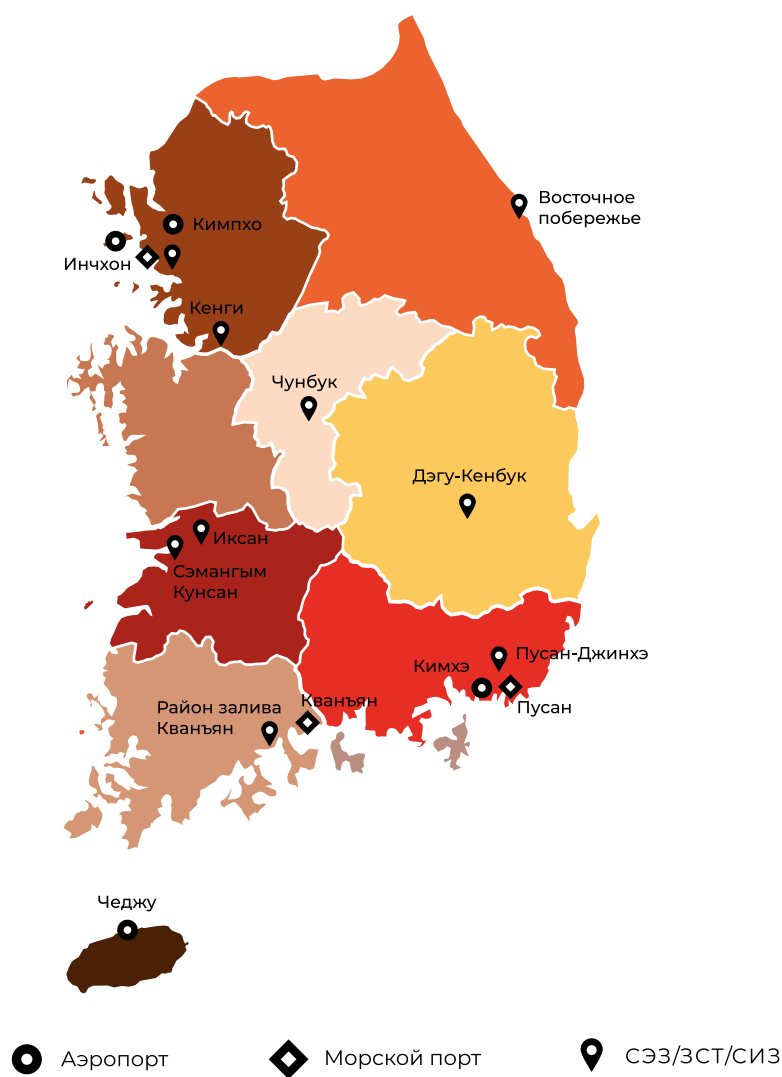 Восточное
побережье
Кимпхо
Инчхон
Кенги
Чунбук
Дэгу-Кенбук
Иксан
Сэмангым
Кунсан
Пусан-Джинхэ
Кимхэ
Пусан
Кванъян
Район залива
Кванъян
Чеджу
Аэропорт
Морской порт
СЭЗ/ЗСТ/СИЗ